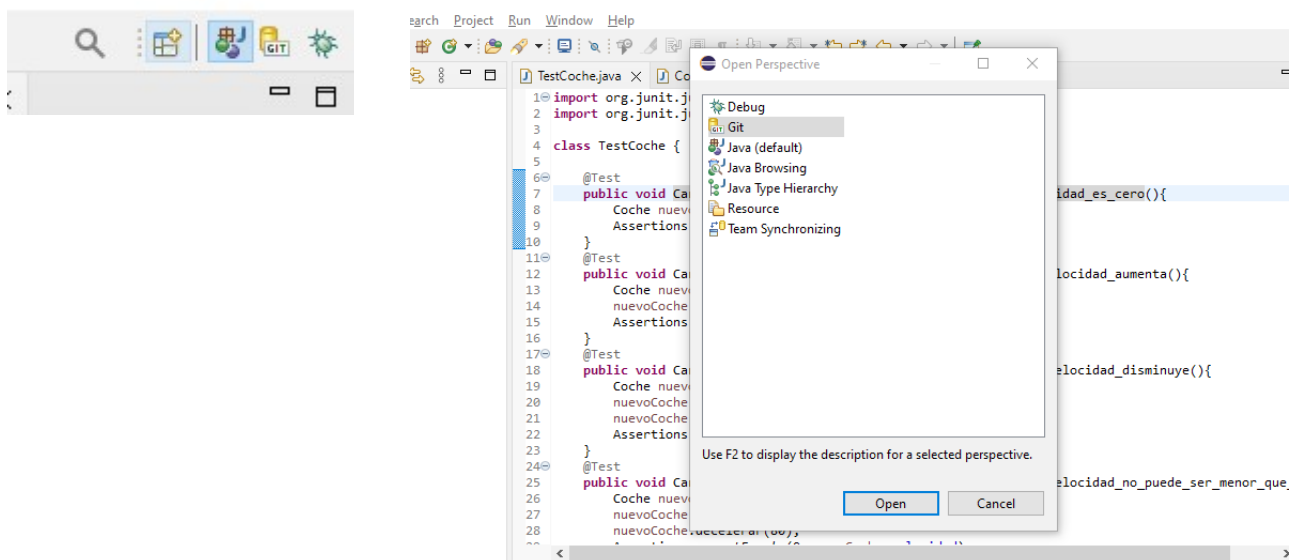 GIT
earch Project Run Window Help
TestCoche.java Co
Open Perspective
1 import org.junit.j
2 import org.junit.j
3
4 class TestCoche {
5
6 @Test
7 public void Ca idad_es_cero(){
8 Coche nuev
9 Assertions
10 }
11 @Test
12 public void Ca locidad_aumenta(){
13 Coche nuev
14 nuevoCoche
15 Assertions
16 }
17 @Test
18 public void Ca elocidad_disminuye(){
19 Coche nuev
20 nuevoCoche
21 nuevoCoche
22 Assertions
23 }
24 @Test
25 public void Ca elocidad_no_puede_ser_menor_que_
26 Coche nuev
27 nuevoCoche
28 nuevoCoche.decelerar(80);
Debug
Git
Java (default)
Java Browsing
Java Type Hierarchy
Resource
Team Synchronizing
Use F2 to display the description for a selected perspective.
Open Cancel